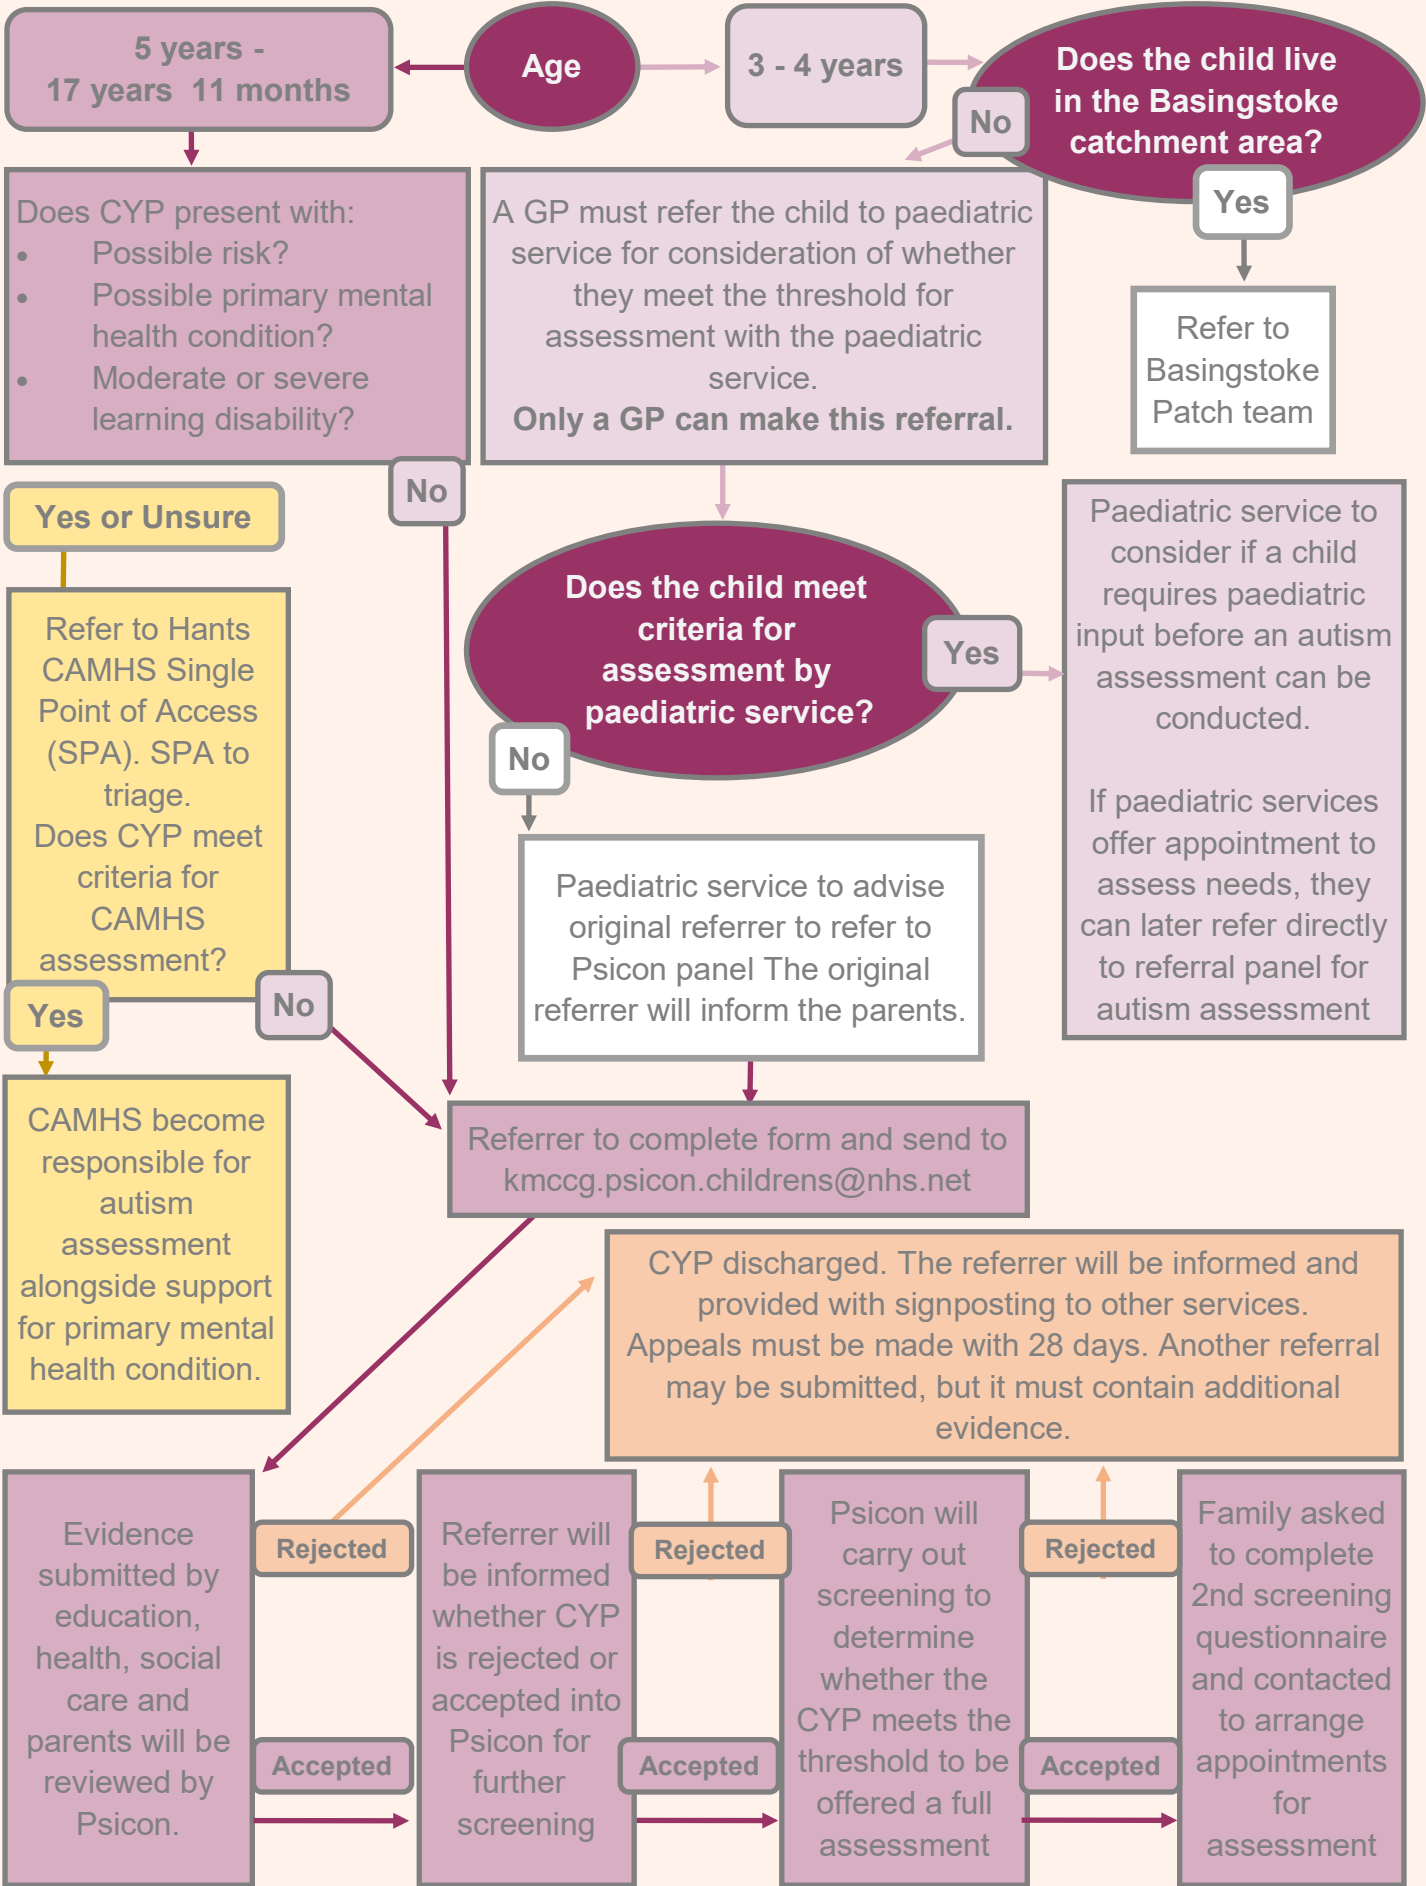 5 years -
17 years  11 months
Age
3 - 4 years
Does the child live
in the Basingstoke
catchment area?
No
Yes
Refer to
Basingstoke
Patch team
Does CYP present with:
• Possible risk?
• Possible primary mental
health condition?
• Moderate or severe
learning disability?
A GP must refer the child to paediatric
service for consideration of whether
they meet the threshold for
assessment with the paediatric
service.
Only a GP can make this referral.
No
Yes or Unsure
Refer to Hants
CAMHS Single
Point of Access
(SPA). SPA to
triage.
Does CYP meet
criteria for
CAMHS
assessment?
Yes
No
CAMHS become
responsible for
autism
assessment
alongside support
for primary mental
health condition.
Does the child meet
criteria for
assessment by
paediatric service?
Yes
No
Paediatric service to
consider if a child
requires paediatric
input before an autism
assessment can be
conducted.
If paediatric services
offer appointment to
assess needs, they
can later refer directly
to referral panel for
autism assessment
Paediatric service to advise
original referrer to refer to
Psicon panel The original
referrer will inform the parents.
Referrer to complete form and send to
kmccg.psicon.childrens@nhs.net
CYP discharged. The referrer will be informed and
provided with signposting to other services.
Appeals must be made with 28 days. Another referral
may be submitted, but it must contain additional
evidence.
Evidence
submitted by
education,
health, social
care and
parents will be
reviewed by
Psicon.
Rejected
Accepted
Referrer will
be informed
whether CYP
is rejected or
accepted into
Psicon for
further
screening
Rejected
Accepted
Psicon will
carry out
screening to
determine
whether the
CYP meets the
threshold to be
offered a full
assessment
Rejected
Accepted
Family asked
to complete
2nd screening
questionnaire
and contacted
to arrange
appointments
for
assessment